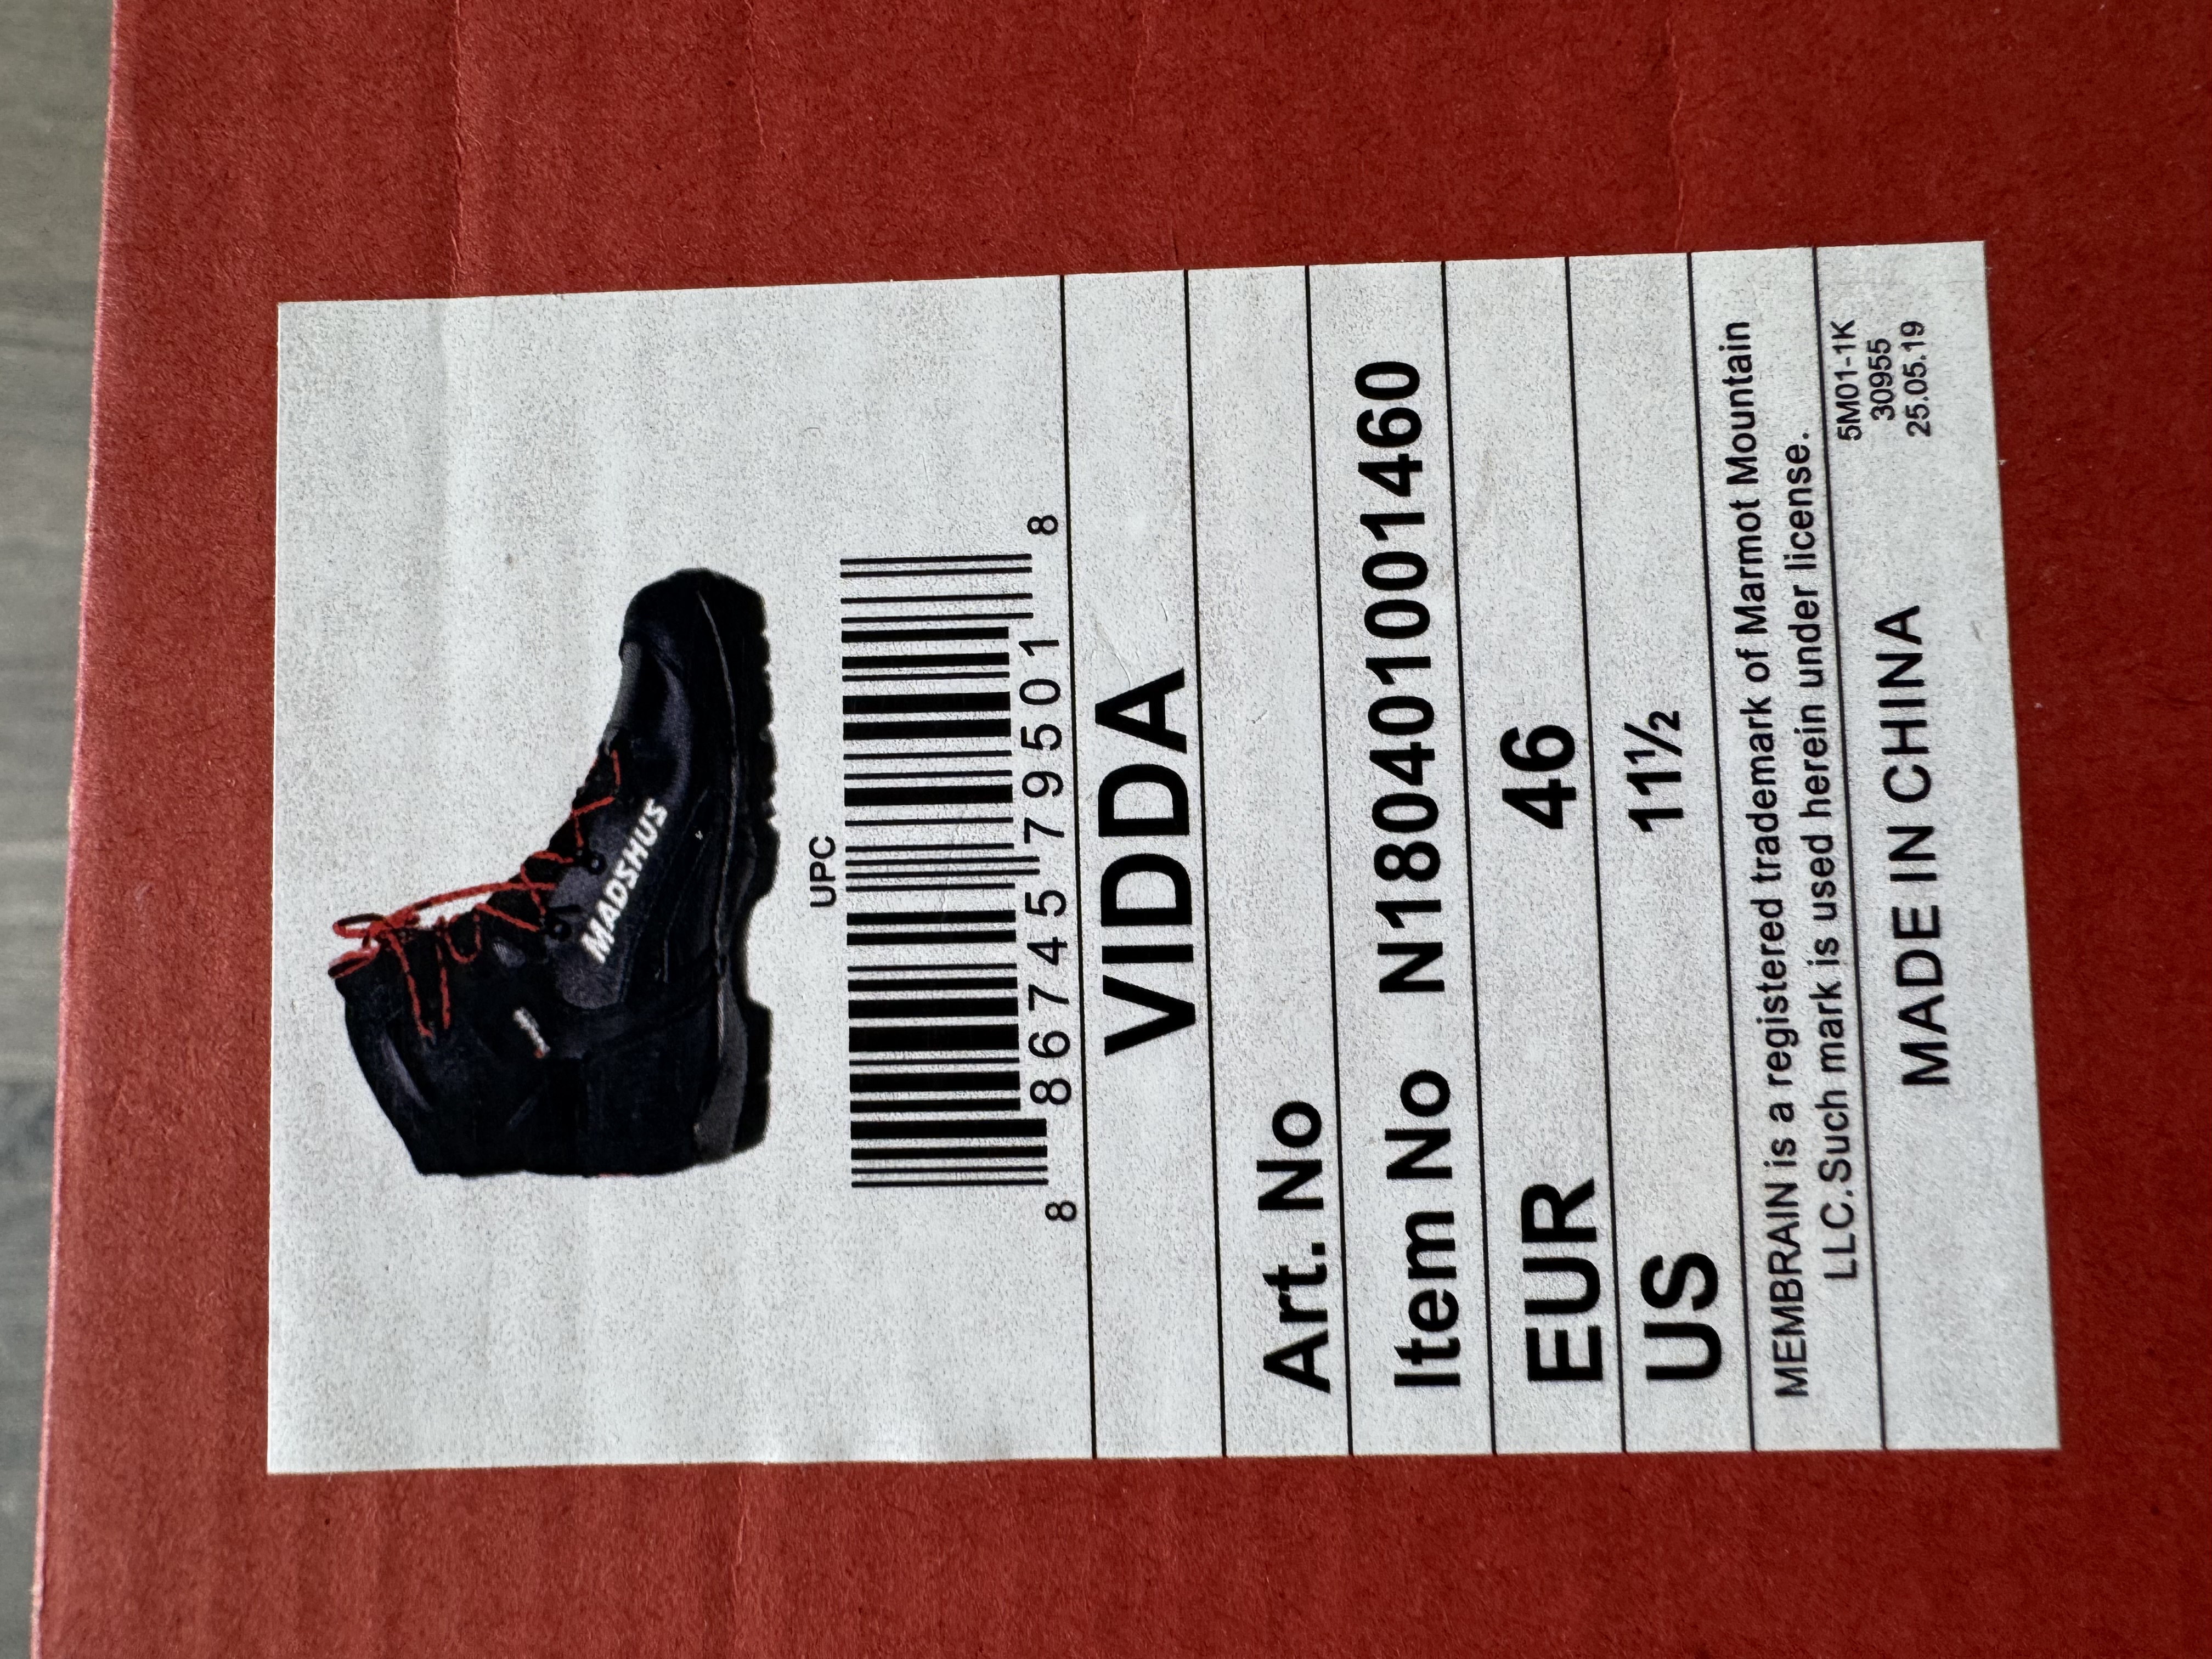 MADSHUS
UPC
8 86745 79501 8
VIDDA
Art. No
Item No N180401001460
EUR 46
US 11½
MEMBRAIN is a registered trademark of Marmot Mountain
LLC.Such mark is used herein under license.
5M01-1K
30955
25.05.19
MADE IN CHINA